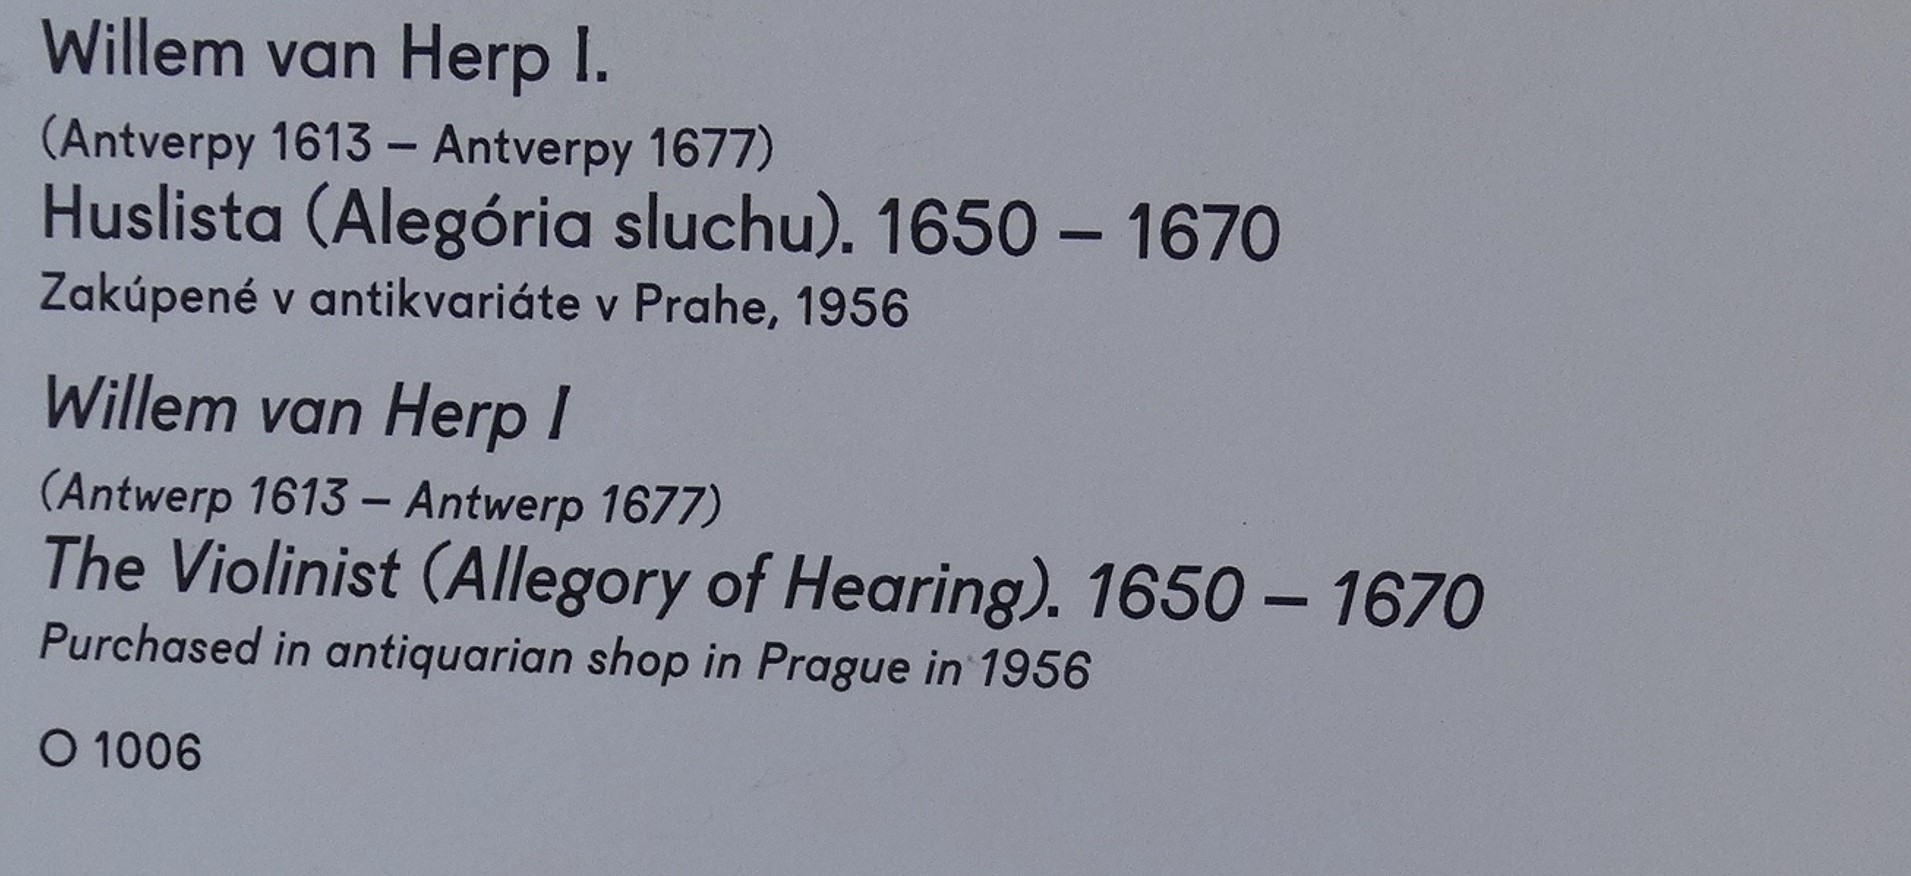 Willem van Herp I.
(Antverpy 1613 – Antverpy 1677)
Huslista (Alegória sluchu). 1650 – 1670
Zakúpené v antikvariáte v Prahe, 1956
Willem van Herp I
(Antwerp 1613 – Antwerp 1677)
The Violinist (Allegory of Hearing). 1650 – 1670
Purchased in antiquarian shop in Prague in 1956
O 1006